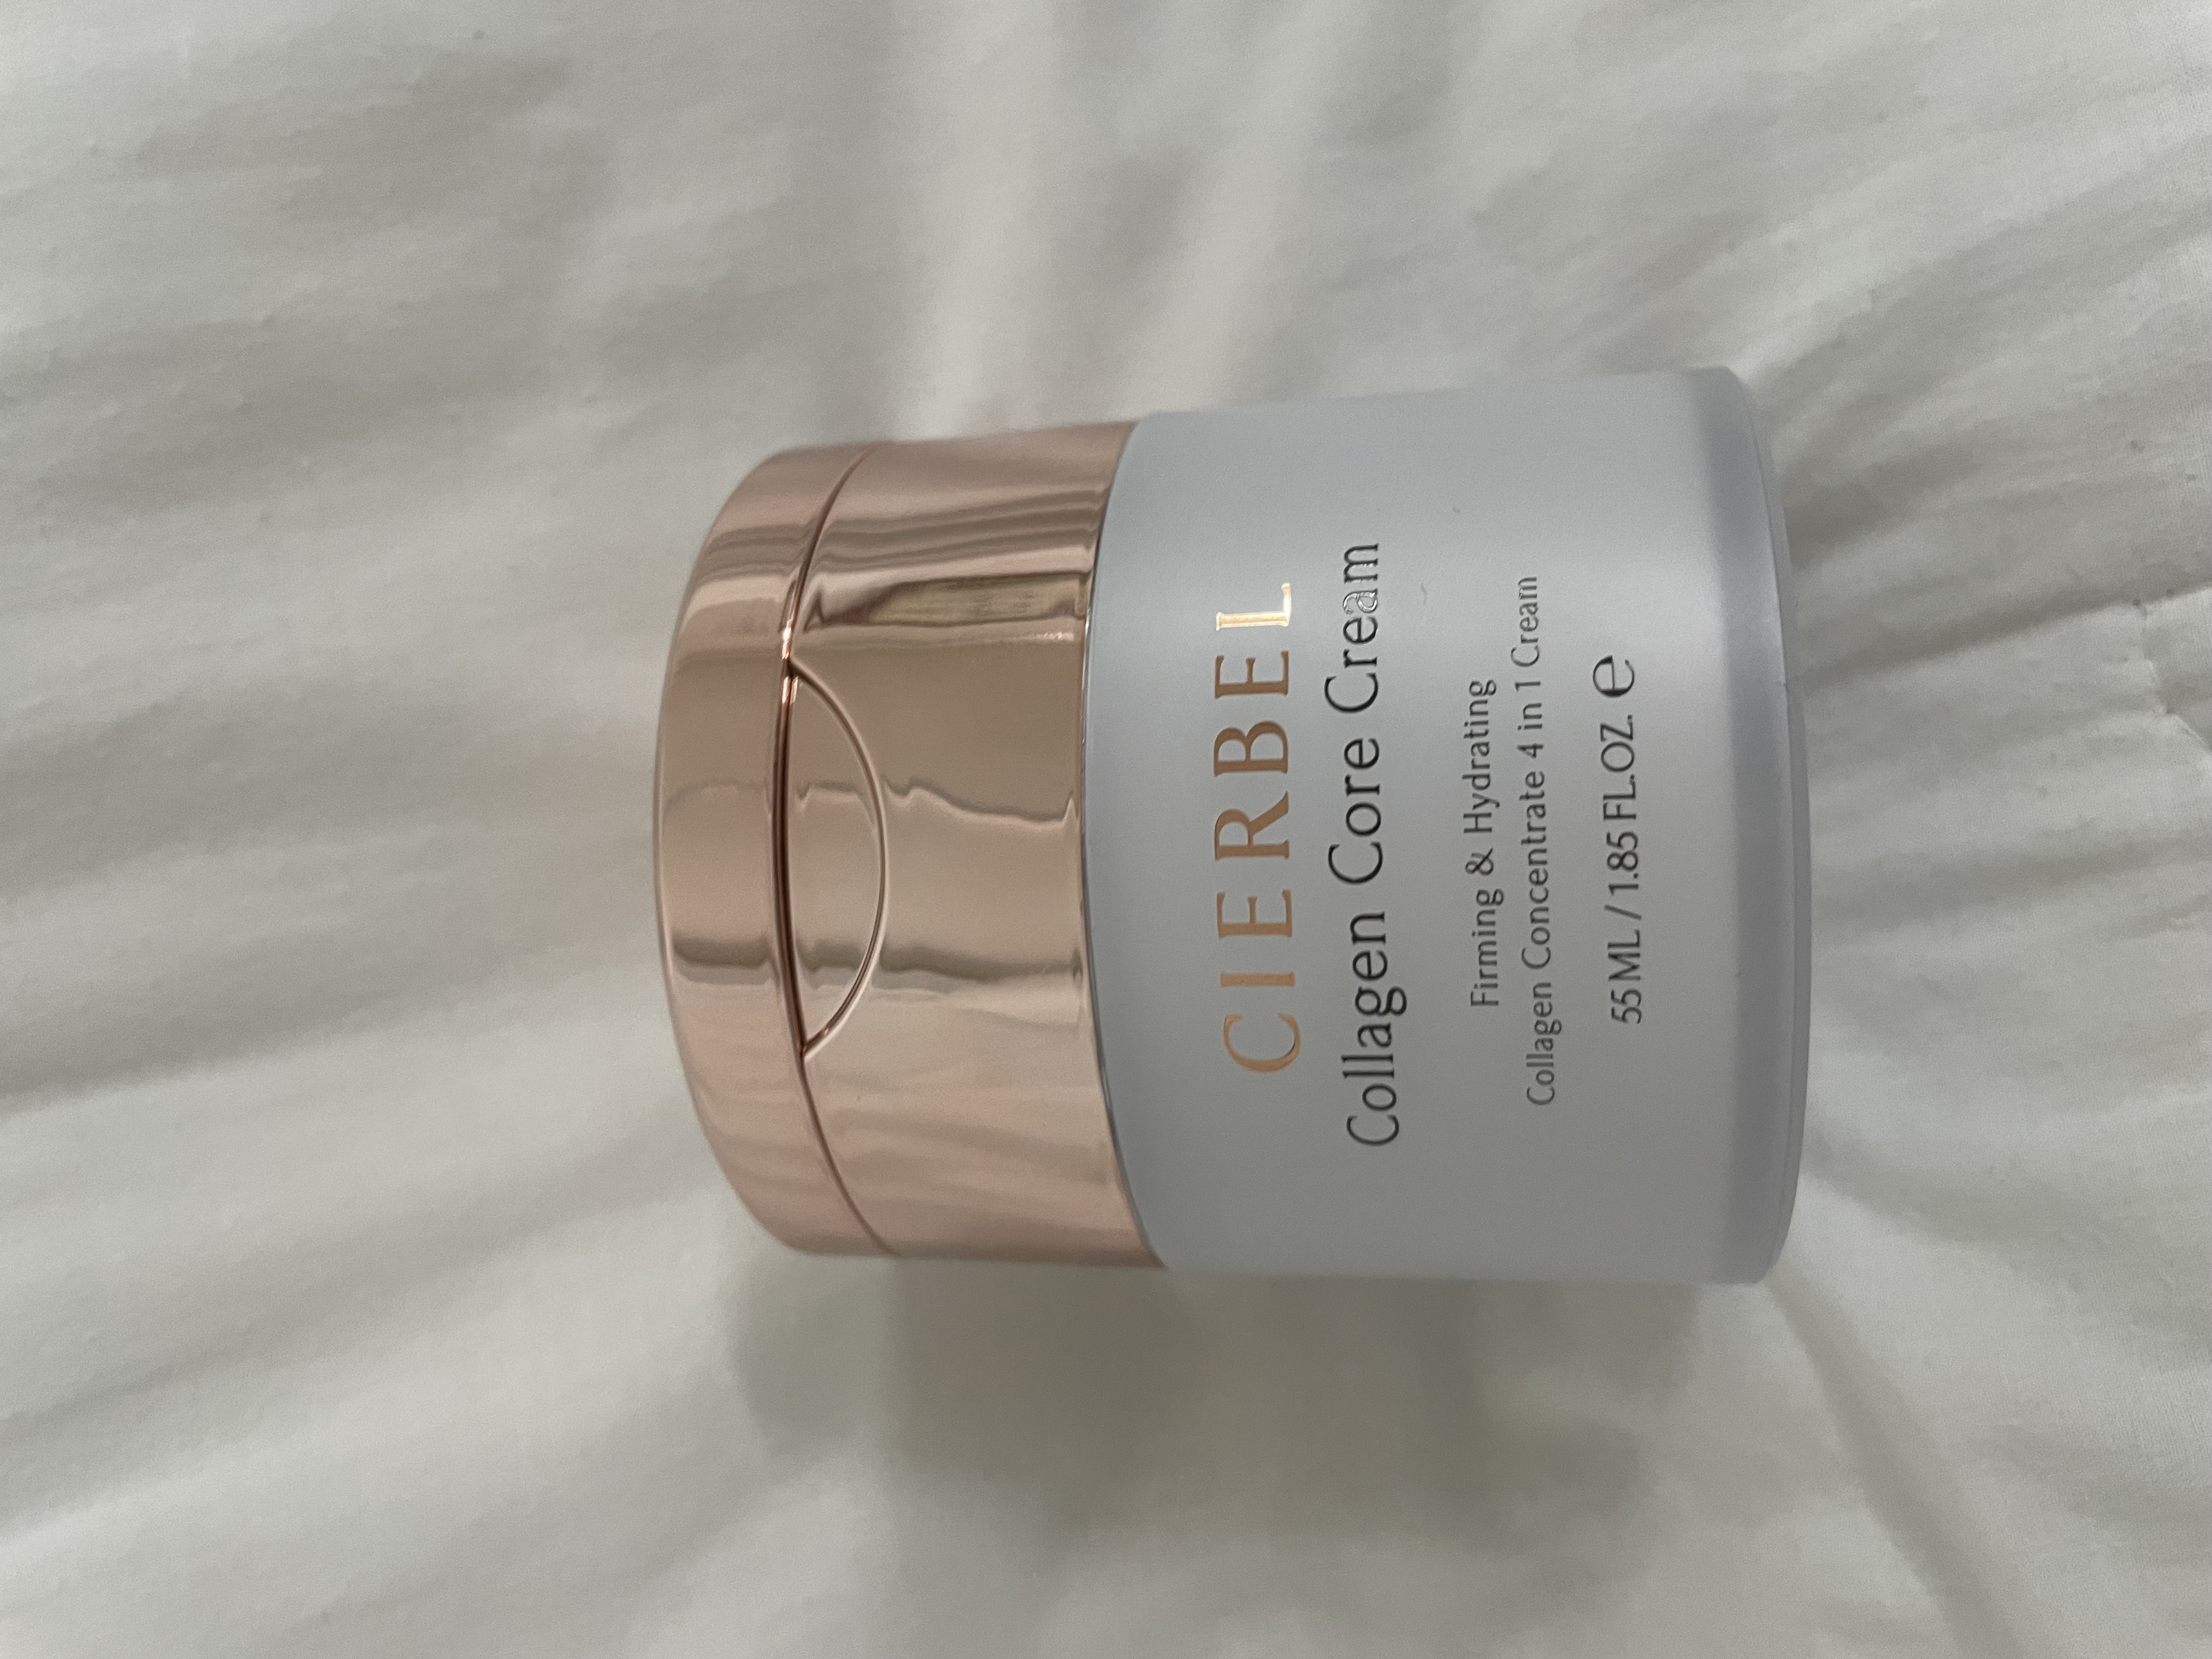 CIERBEL
Collagen Core Cream
Firming & Hydrating
Collagen Concentrate 4 in 1 Cream
55 ML / 1.85 FL.OZ. ℮